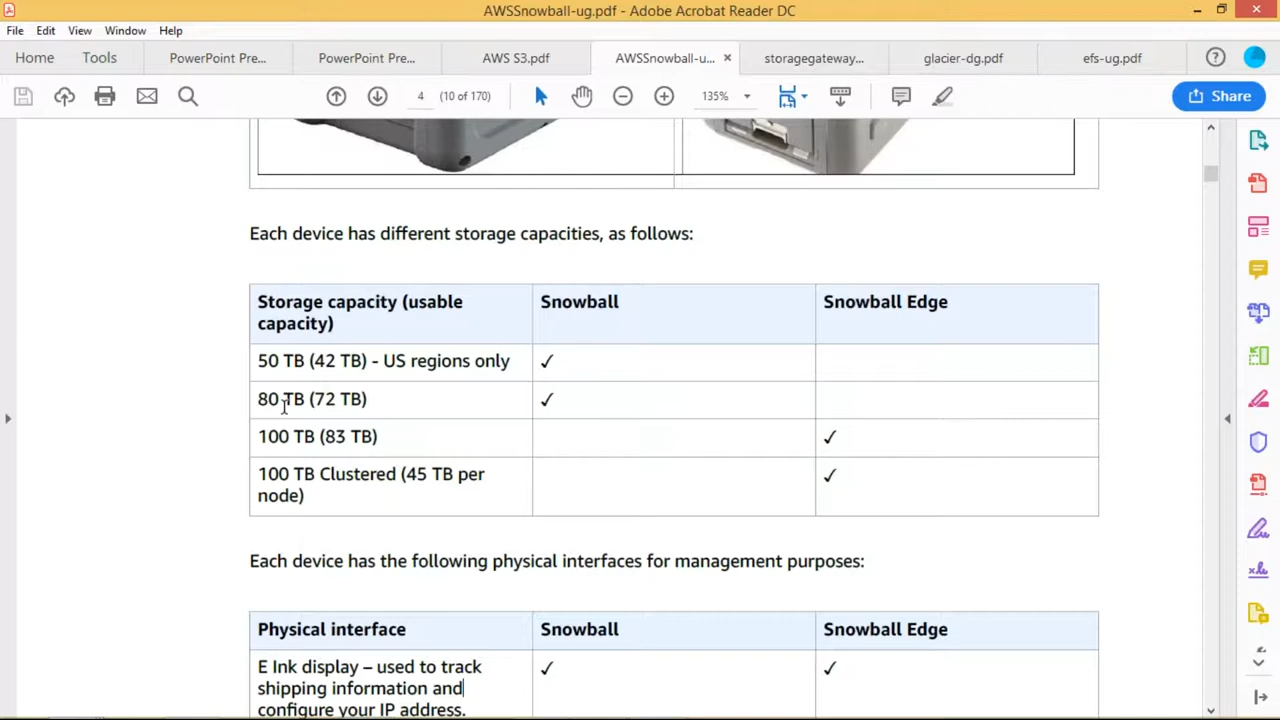 AWSSnowball-ug.pdf - Adobe Acrobat Reader DC
File Edit View Window Help
Home Tools PowerPoint Pre... PowerPoint Pre... AWS S3.pdf AWSSnowball-u... × storagegateway... glacier-dg.pdf efs-ug.pdf
4 (10 of 170) 135% Share
Each device has different storage capacities, as follows:
Storage capacity (usable capacity) Snowball Snowball Edge
50 TB (42 TB) - US regions only ✓
80 TB (72 TB) ✓
100 TB (83 TB) ✓
100 TB Clustered (45 TB per node) ✓
Each device has the following physical interfaces for management purposes:
Physical interface Snowball Snowball Edge
E Ink display – used to track ✓ ✓
shipping information and
configure your IP address.